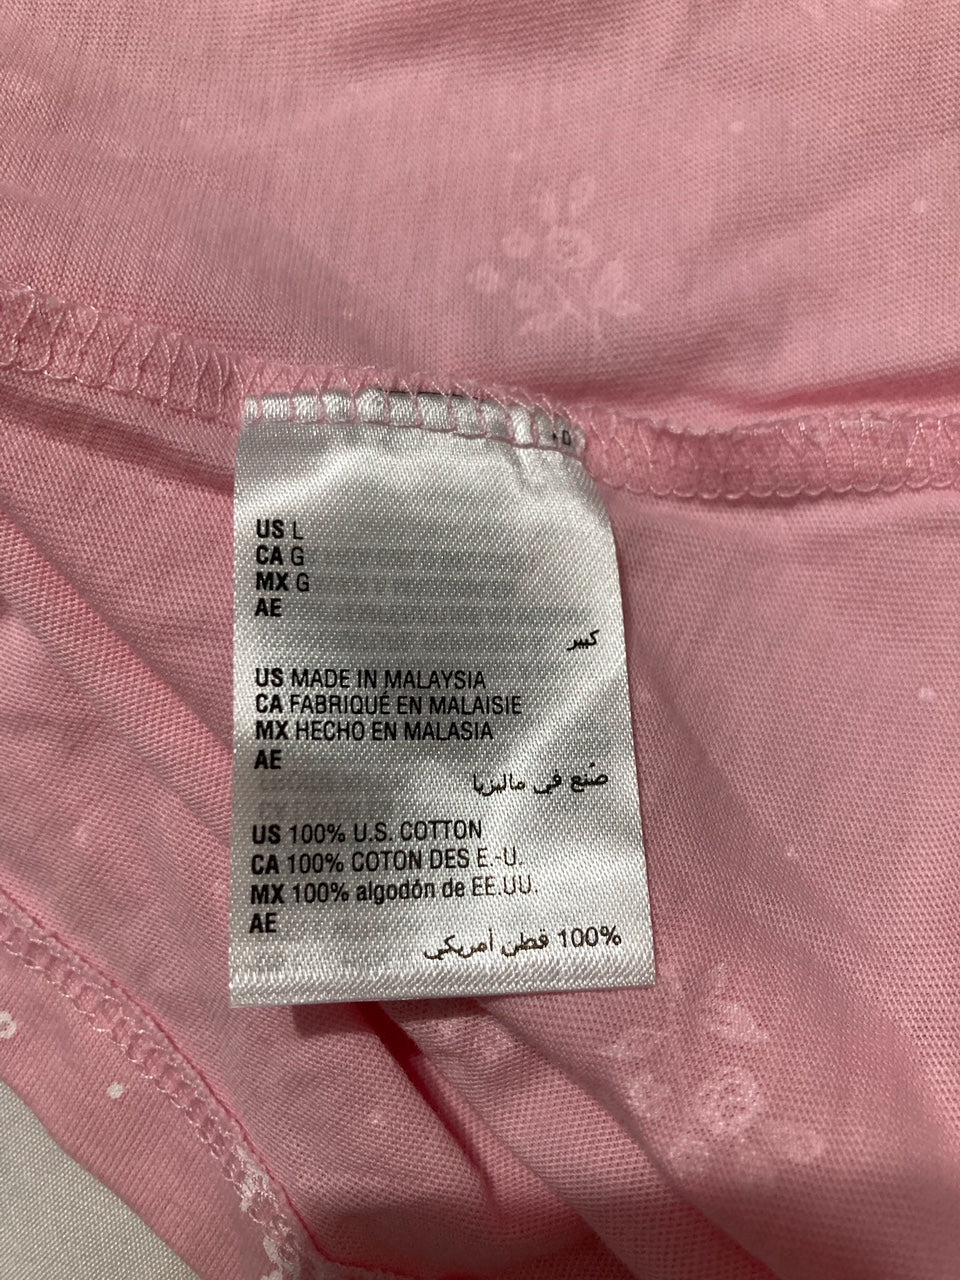 US L
CA G
MX G
AE
كبير
US MADE IN MALAYSIA
CA FABRIQUÉ EN MALAISIE
MX HECHO EN MALASIA
AE
صُنع في ماليزيا
US 100% U.S. COTTON
CA 100% COTON DES E.-U.
MX 100% algodón de EE.UU.
AE
100% قطن أمريكي